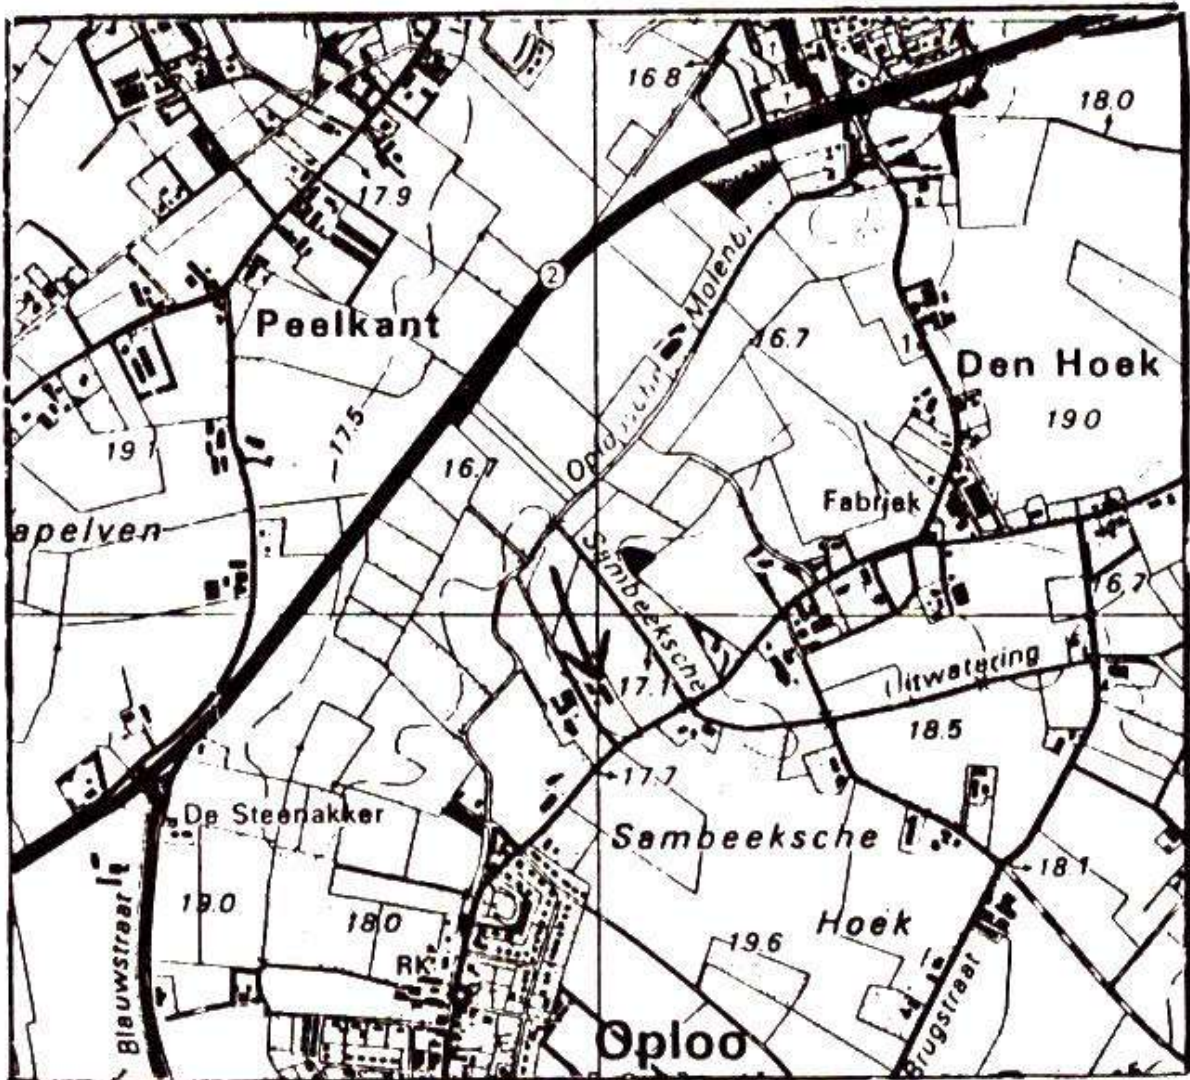 16.8
18.0
17.9
2
Molenbr
Peelkant
16.7
Den Hoek
19.0
17.5
19.1
16.7
Fabriek
apelven
Sambeeksche
16.7
17.1
Uitwatering
18.5
17.7
De Steenakker
Sambeeksche
18.1
19.0
18.0
Hoek
19.6
RK
Blauwstraat
Brugstraat
Oploo